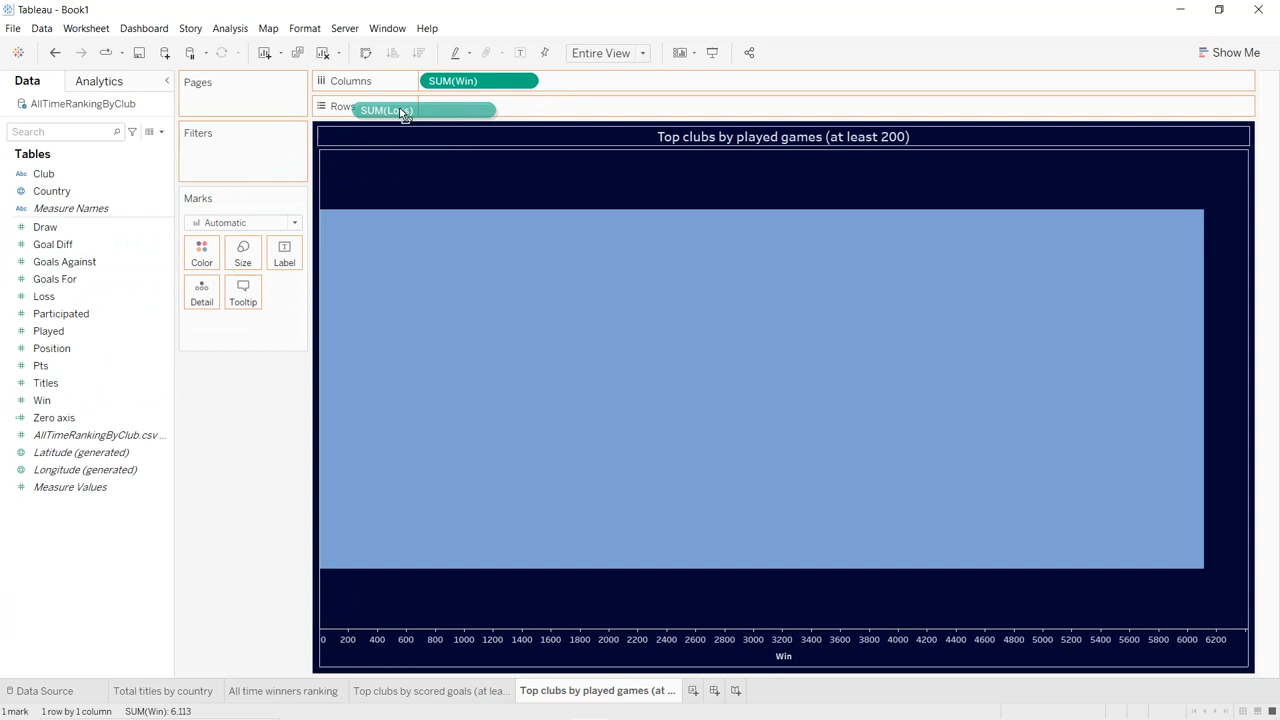 Tableau - Book1
File Data Worksheet Dashboard Story Analysis Map Format Server Window Help
Entire View
Show Me
Data Analytics
Pages
Columns SUM(Win)
AllTimeRankingByClub
Rows SUM(Loss)
Search
Filters
Top clubs by played games (at least 200)
Tables
Abc Club
Country
Abc Measure Names
Draw
Goal Diff
Goals Against
Goals For
Loss
Participated
Played
Position
Pts
Titles
Win
Zero axis
AllTimeRankingByClub.csv ...
Latitude (generated)
Longitude (generated)
Measure Values
Marks
Automatic
Color Size Label
Detail Tooltip
0 200 400 600 800 1000 1200 1400 1600 1800 2000 2200 2400 2600 2800 3000 3200 3400 3600 3800 4000 4200 4400 4600 4800 5000 5200 5400 5600 5800 6000 6200
Win
Data Source Total titles by country All time winners ranking Top clubs by scored goals (at lea... Top clubs by played games (at ...
1 mark 1 row by 1 column SUM(Win): 6,113